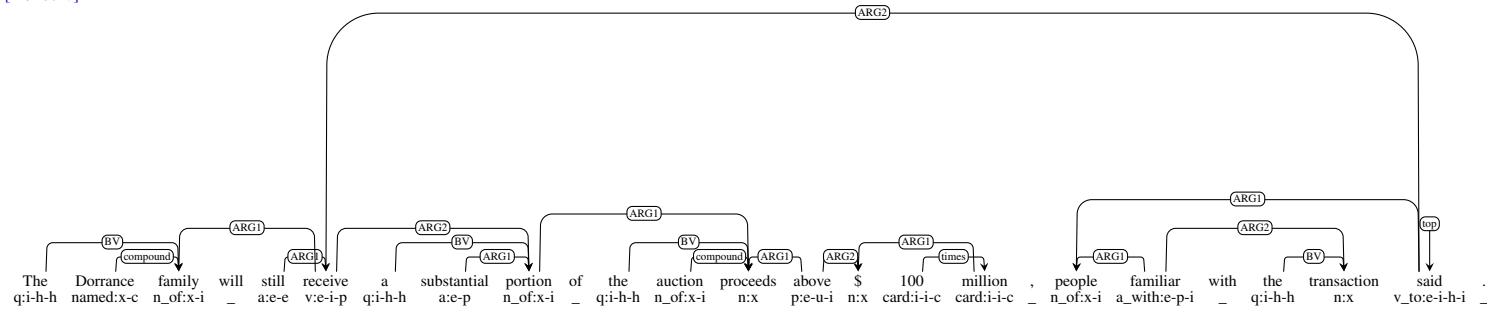 ARG2
ARG1 ARG1 top
ARG1 ARG2 ARG2
BV BV BV ARG1
compound ARG1 ARG1 compound ARG1 ARG2 times ARG1 BV
The Dorrance family will still receive a substantial portion of the auction proceeds above $ 100 million , people familiar with the transaction said .
q:i-h-h named:x-c n_of:x-i _ a:e-e v:e-i-p q:i-h-h a:e-p n_of:x-i _ q:i-h-h n_of:x-i n:x p:e-u-i n:x card:i-i-c card:i-i-c _ n_of:x-i a_with:e-p-i _ q:i-h-h n:x v_to:e-i-h-i _